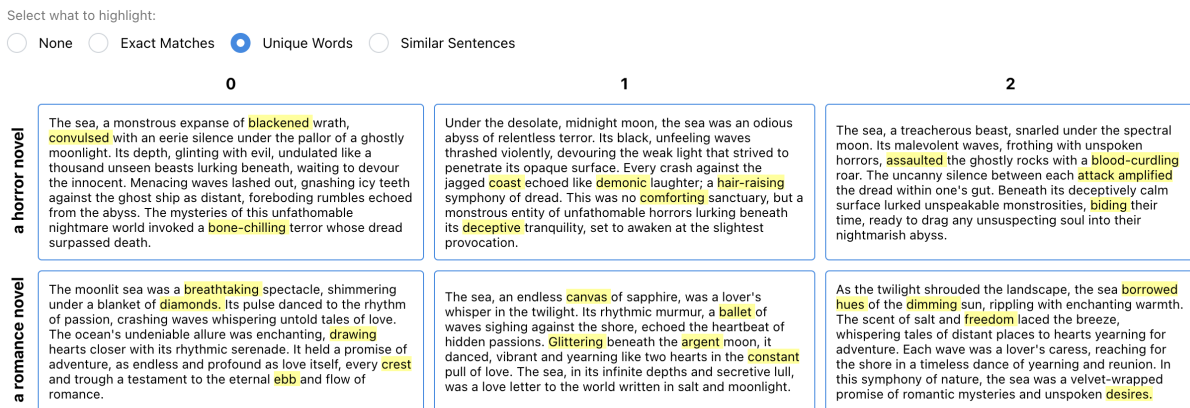 Select what to highlight:
None Exact Matches Unique Words Similar Sentences
0 1 2
a horror novel
The sea, a monstrous expanse of blackened wrath,
convulsed with an eerie silence under the pallor of a ghostly
moonlight. Its depth, glinting with evil, undulated like a
thousand unseen beasts lurking beneath, waiting to devour
the innocent. Menacing waves lashed out, gnashing icy teeth
against the ghost ship as distant, foreboding rumbles echoed
from the abyss. The mysteries of this unfathomable
nightmare world invoked a bone-chilling terror whose dread
surpassed death.
Under the desolate, midnight moon, the sea was an odious
abyss of relentless terror. Its black, unfeeling waves
thrashed violently, devouring the weak light that strived to
penetrate its opaque surface. Every crash against the
jagged coast echoed like demonic laughter; a hair-raising
symphony of dread. This was no comforting sanctuary, but a
monstrous entity of unfathomable horrors lurking beneath
its deceptive tranquility, set to awaken at the slightest
provocation.
The sea, a treacherous beast, snarled under the spectral
moon. Its malevolent waves, frothing with unspoken
horrors, assaulted the ghostly rocks with a blood-curdling
roar. The uncanny silence between each attack amplified
the dread within one's gut. Beneath its deceptively calm
surface lurked unspeakable monstrosities, biding their
time, ready to drag any unsuspecting soul into their
nightmarish abyss.
a romance novel
The moonlit sea was a breathtaking spectacle, shimmering
under a blanket of diamonds. Its pulse danced to the rhythm
of passion, crashing waves whispering untold tales of love.
The ocean's undeniable allure was enchanting, drawing
hearts closer with its rhythmic serenade. It held a promise of
adventure, as endless and profound as love itself, every crest
and trough a testament to the eternal ebb and flow of
romance.
The sea, an endless canvas of sapphire, was a lover's
whisper in the twilight. Its rhythmic murmur, a ballet of
waves sighing against the shore, echoed the heartbeat of
hidden passions. Glittering beneath the argent moon, it
danced, vibrant and yearning like two hearts in the constant
pull of love. The sea, in its infinite depths and secretive lull,
was a love letter to the world written in salt and moonlight.
As the twilight shrouded the landscape, the sea borrowed
hues of the dimming sun, rippling with enchanting warmth.
The scent of salt and freedom laced the breeze,
whispering tales of distant places to hearts yearning for
adventure. Each wave was a lover's caress, reaching for
the shore in a timeless dance of yearning and reunion. In
this symphony of nature, the sea was a velvet-wrapped
promise of romantic mysteries and unspoken desires.